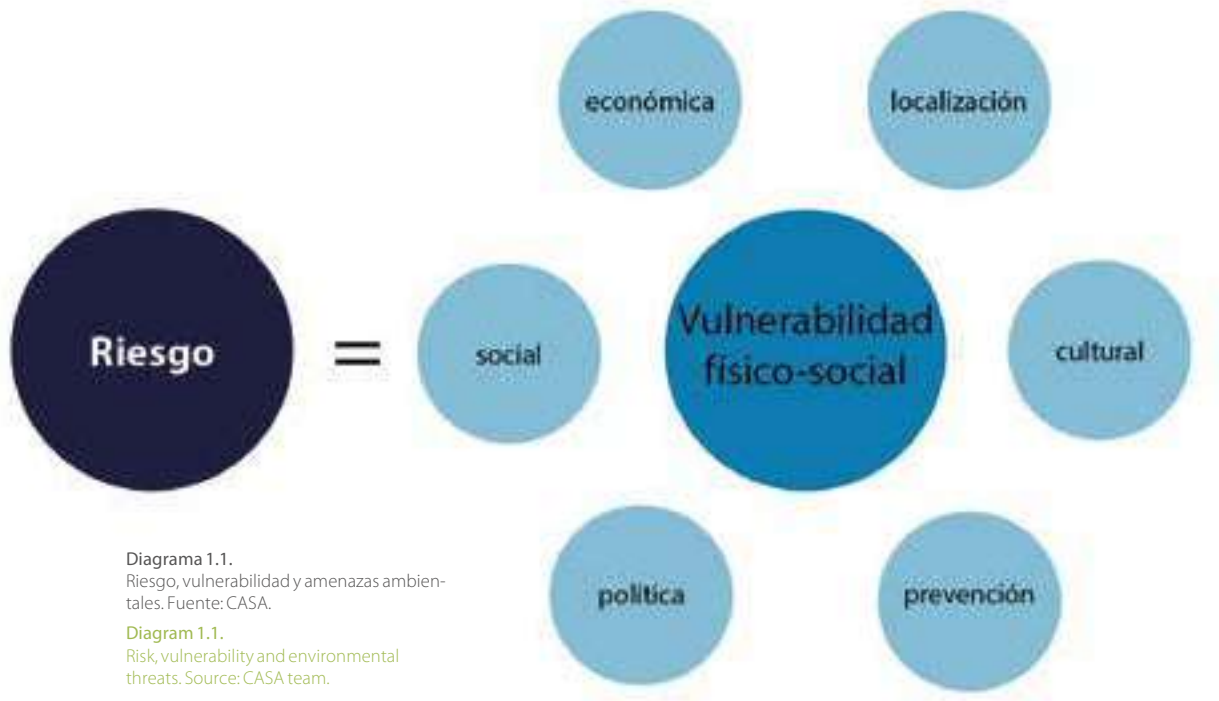 económica
localización
Riesgo
=
social
Vulnerabilidad
físico-social
cultural
política
prevención
Diagrama 1.1.
Riesgo, vulnerabilidad y amenazas ambien-
tales. Fuente: CASA.
Diagram 1.1.
Risk, vulnerability and environmental
threats. Source: CASA team.